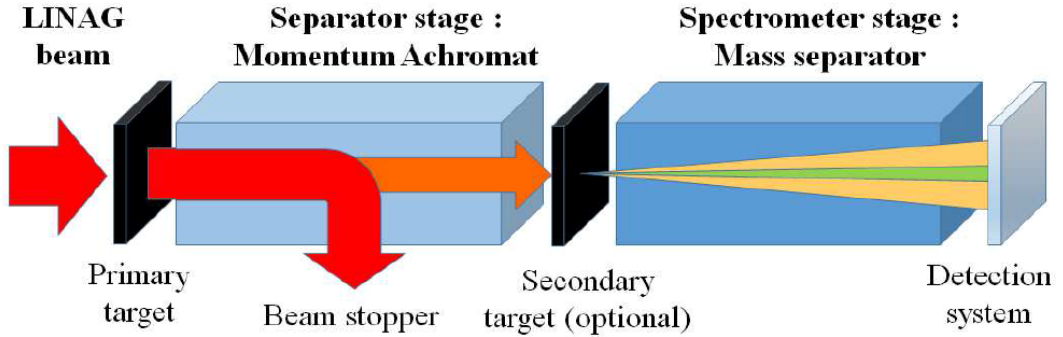 LINAG
beam
Separator stage :
Momentum Achromat
Spectrometer stage :
Mass separator
Primary
target
Beam stopper
Secondary
target (optional)
Detection
system